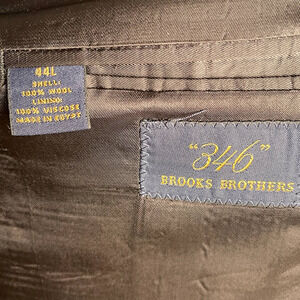 44L
SHELL:
100% WOOL
LINING:
100% VISCOSE
MADE IN EGYPT
"346"
BROOKS BROTHERS